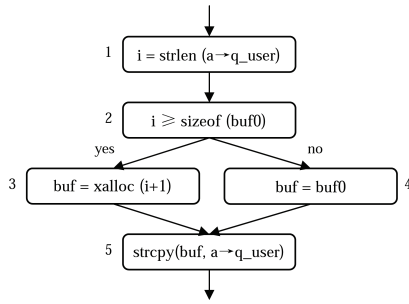 1 i = strlen (a→q_user)
2 i ⩾ sizeof (buf0)
yes no
3 buf = xalloc (i+1) buf = buf0 4
5 strcpy(buf, a→q_user)